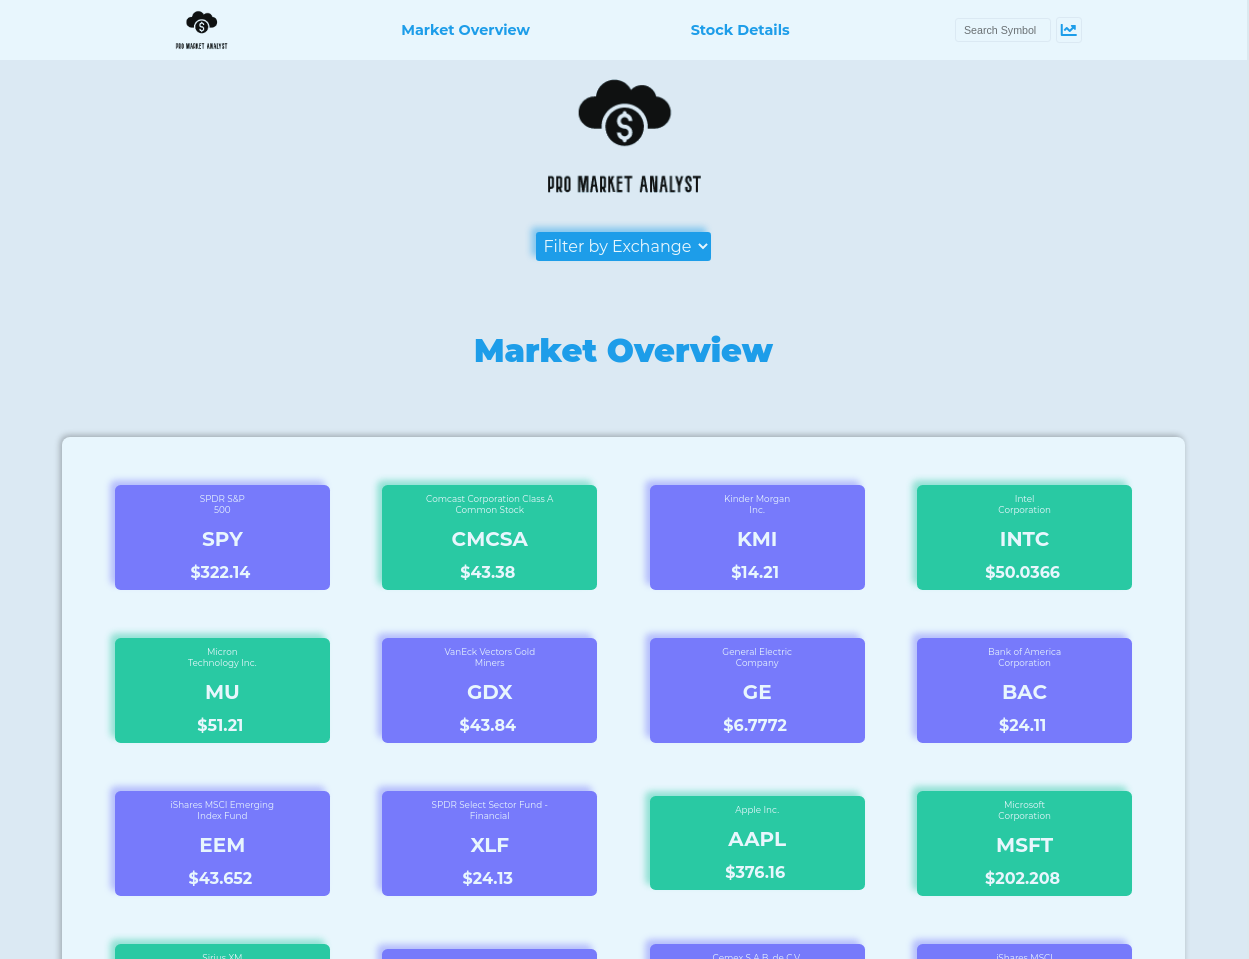 PRO MARKET ANALYST
Market Overview
Stock Details
Search Symbol
PRO MARKET ANALYST
Filter by Exchange
Market Overview
SPDR S&P
500
SPY
$322.14
Comcast Corporation Class A
Common Stock
CMCSA
$43.38
Kinder Morgan
Inc.
KMI
$14.21
Intel
Corporation
INTC
$50.0366
Micron
Technology Inc.
MU
$51.21
VanEck Vectors Gold
Miners
GDX
$43.84
General Electric
Company
GE
$6.7772
Bank of America
Corporation
BAC
$24.11
iShares MSCI Emerging
Index Fund
EEM
$43.652
SPDR Select Sector Fund -
Financial
XLF
$24.13
Apple Inc.
AAPL
$376.16
Microsoft
Corporation
MSFT
$202.208
Sirius XM
Cemex S.A.B. de C.V.
iShares MSCI